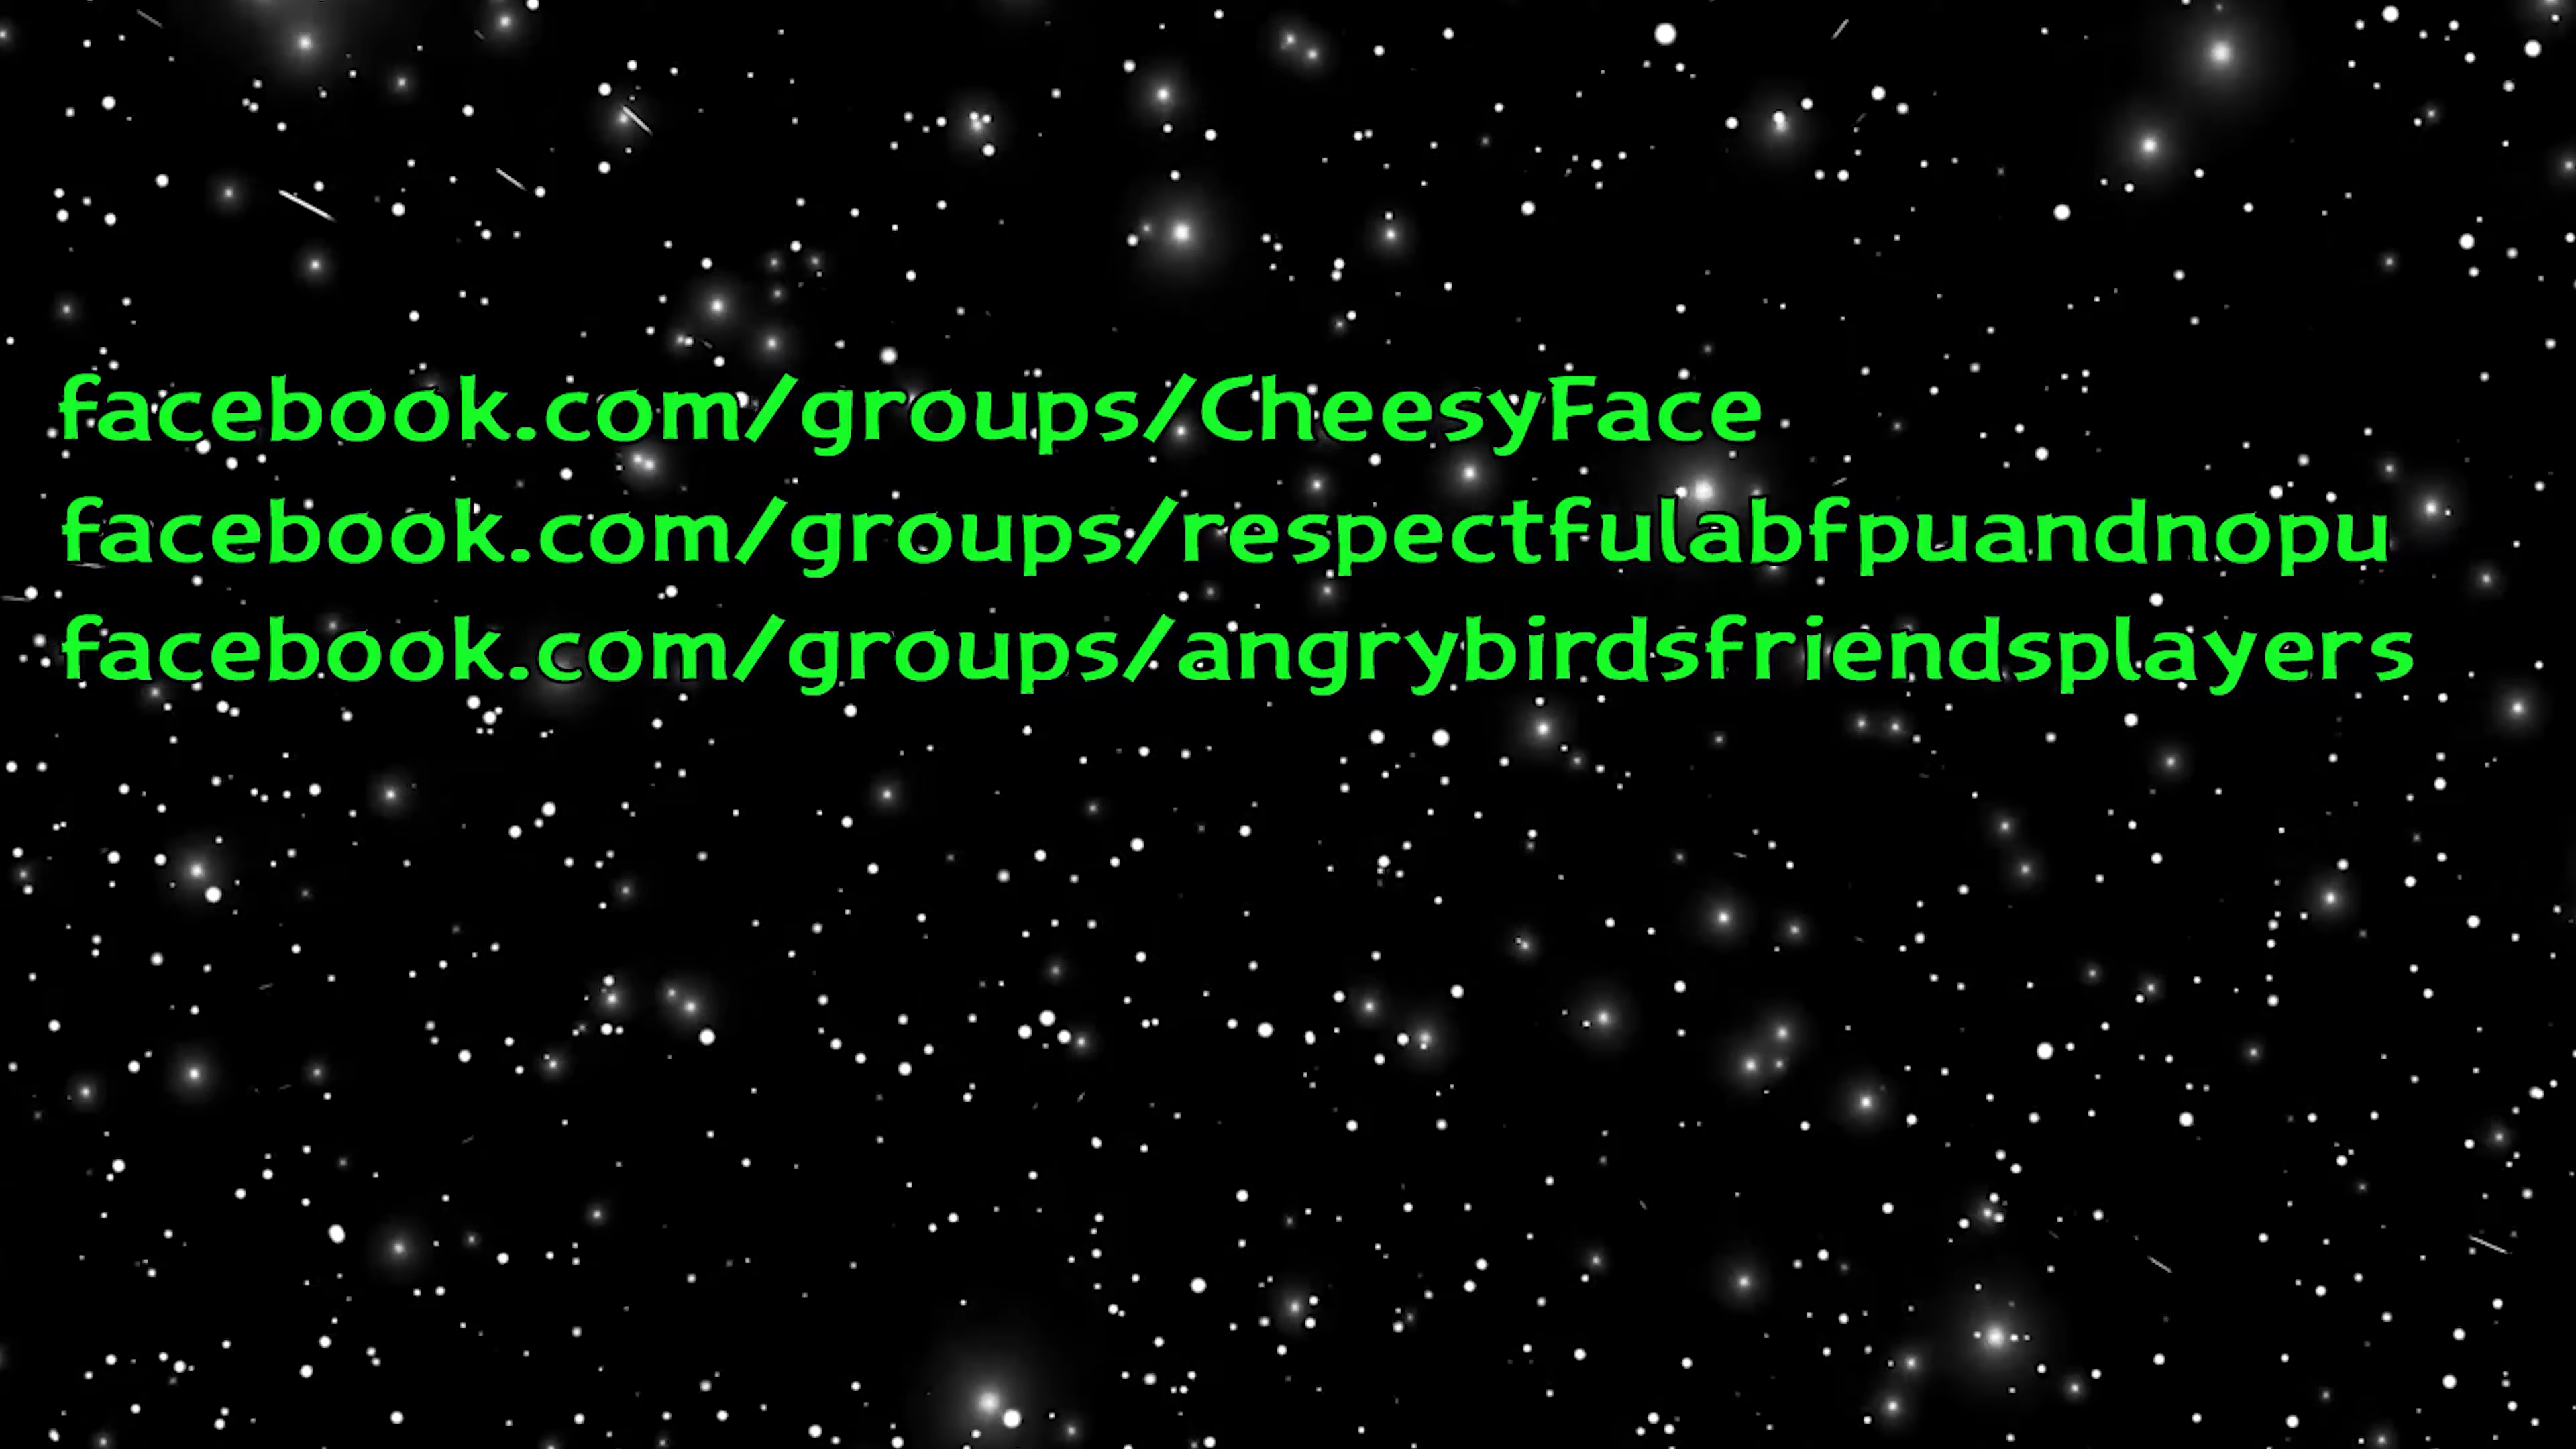 facebook.com/groups/CheesyFace
facebook.com/groups/respectfulabfpuandnopu
facebook.com/groups/angrybirdsfriendsplayers